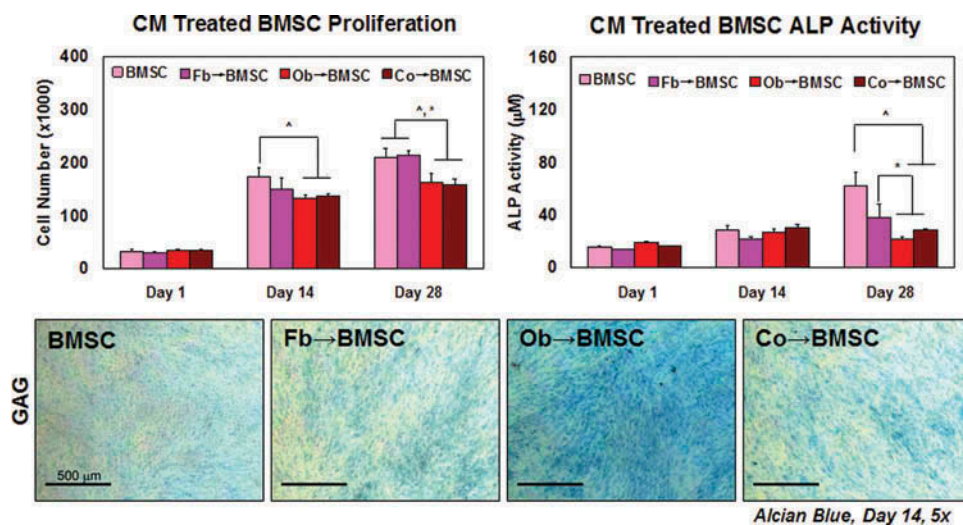 CM Treated BMSC Proliferation
400
300
200
100
0
Cell Number (x1000)
BMSC Fb→BMSC Ob→BMSC Co→BMSC
^
^, *
Day 1 Day 14 Day 28
CM Treated BMSC ALP Activity
160
120
80
40
0
ALP Activity (µM)
BMSC Fb→BMSC Ob→BMSC Co→BMSC
^
*
Day 1 Day 14 Day 28
GAG
BMSC
500 µm
Fb→BMSC
Ob→BMSC
Co→BMSC
Alcian Blue, Day 14, 5x